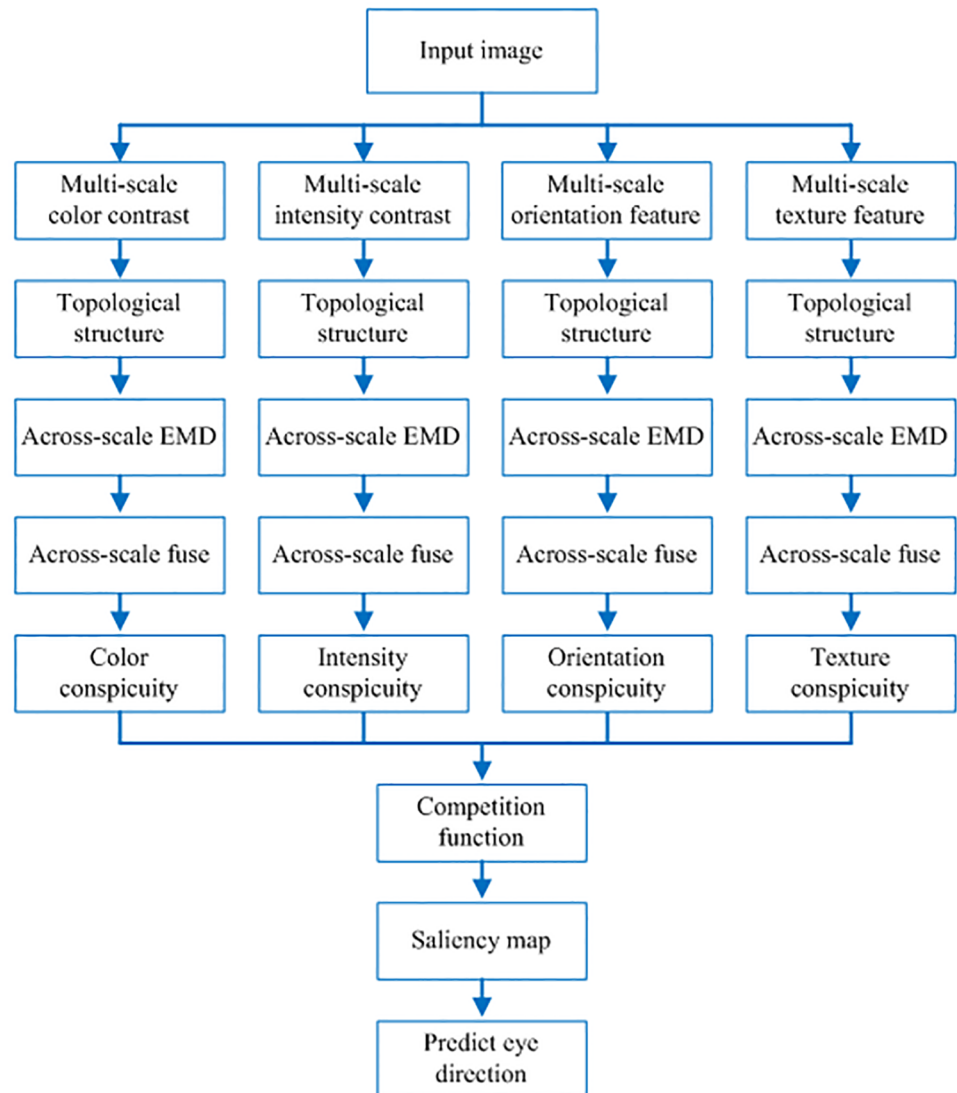 Input image
Multi-scale
color contrast
Multi-scale
intensity contrast
Multi-scale
orientation feature
Multi-scale
texture feature
Topological
structure
Topological
structure
Topological
structure
Topological
structure
Across-scale EMD
Across-scale EMD
Across-scale EMD
Across-scale EMD
Across-scale fuse
Across-scale fuse
Across-scale fuse
Across-scale fuse
Color
conspicuity
Intensity
conspicuity
Orientation
conspicuity
Texture
conspicuity
Competition
function
Saliency map
Predict eye
direction